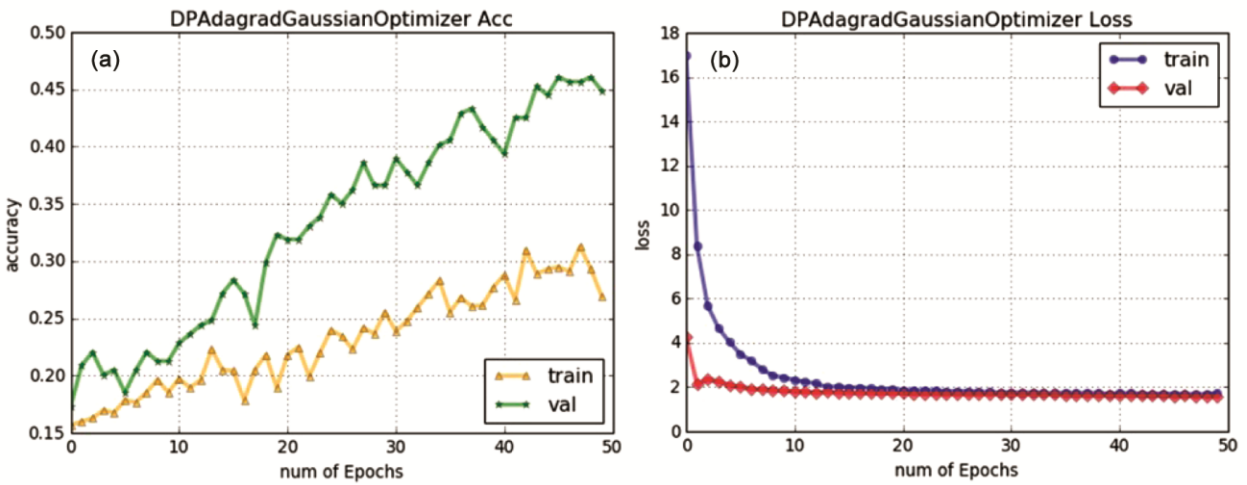 DPAdagradGaussianOptimizer Acc
(a)
0.50
0.45
0.40
0.35
0.30
0.25
0.20
0.15
accuracy
train
val
0 10 20 30 40 50
num of Epochs
DPAdagradGaussianOptimizer Loss
(b)
18
16
14
12
10
8
6
4
2
0
loss
train
val
0 10 20 30 40 50
num of Epochs